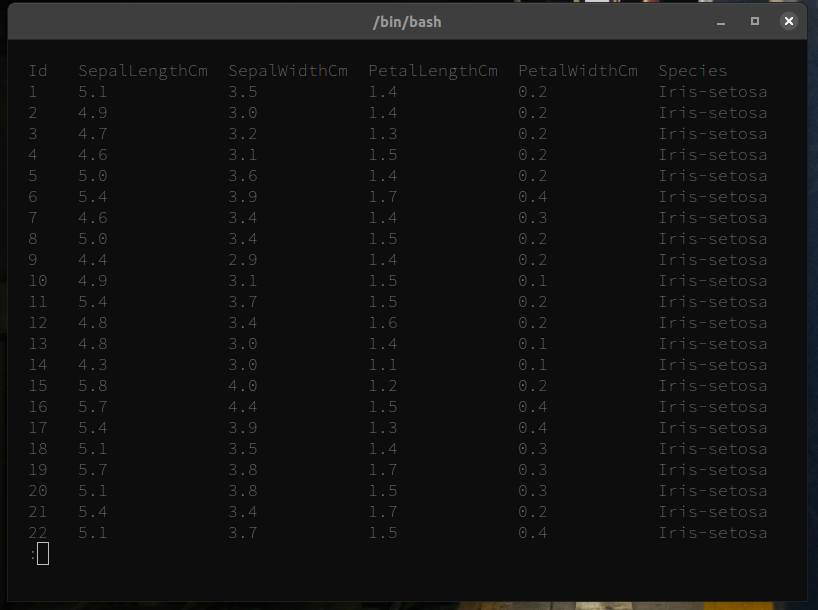 /bin/bash
Id SepalLengthCm SepalWidthCm PetalLengthCm PetalWidthCm Species
1 5.1 3.5 1.4 0.2 Iris-setosa
2 4.9 3.0 1.4 0.2 Iris-setosa
3 4.7 3.2 1.3 0.2 Iris-setosa
4 4.6 3.1 1.5 0.2 Iris-setosa
5 5.0 3.6 1.4 0.2 Iris-setosa
6 5.4 3.9 1.7 0.4 Iris-setosa
7 4.6 3.4 1.4 0.3 Iris-setosa
8 5.0 3.4 1.5 0.2 Iris-setosa
9 4.4 2.9 1.4 0.2 Iris-setosa
10 4.9 3.1 1.5 0.1 Iris-setosa
11 5.4 3.7 1.5 0.2 Iris-setosa
12 4.8 3.4 1.6 0.2 Iris-setosa
13 4.8 3.0 1.4 0.1 Iris-setosa
14 4.3 3.0 1.1 0.1 Iris-setosa
15 5.8 4.0 1.2 0.2 Iris-setosa
16 5.7 4.4 1.5 0.4 Iris-setosa
17 5.4 3.9 1.3 0.4 Iris-setosa
18 5.1 3.5 1.4 0.3 Iris-setosa
19 5.7 3.8 1.7 0.3 Iris-setosa
20 5.1 3.8 1.5 0.3 Iris-setosa
21 5.4 3.4 1.7 0.2 Iris-setosa
22 5.1 3.7 1.5 0.4 Iris-setosa
: